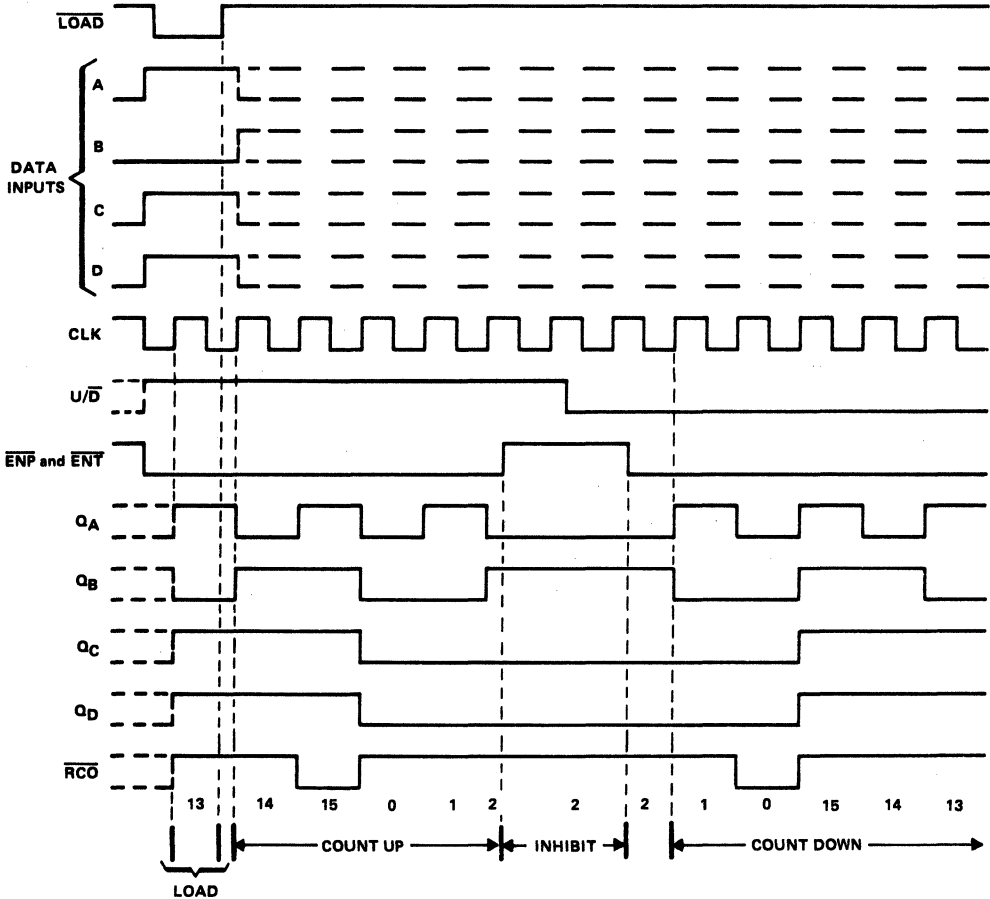 LOAD
A
B
DATA INPUTS
C
D
CLK
U/D
ENP and ENT
QA
QB
QC
QD
RCO
13 14 15 0 1 2 2 2 1 0 15 14 13
COUNT UP INHIBIT COUNT DOWN
LOAD